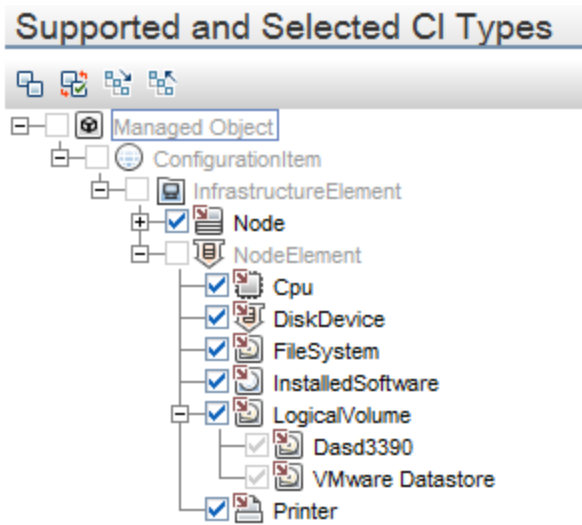 Supported and Selected CI Types
Managed Object
ConfigurationItem
InfrastructureElement
Node
NodeElement
Cpu
DiskDevice
FileSystem
InstalledSoftware
LogicalVolume
Dasd3390
VMware Datastore
Printer